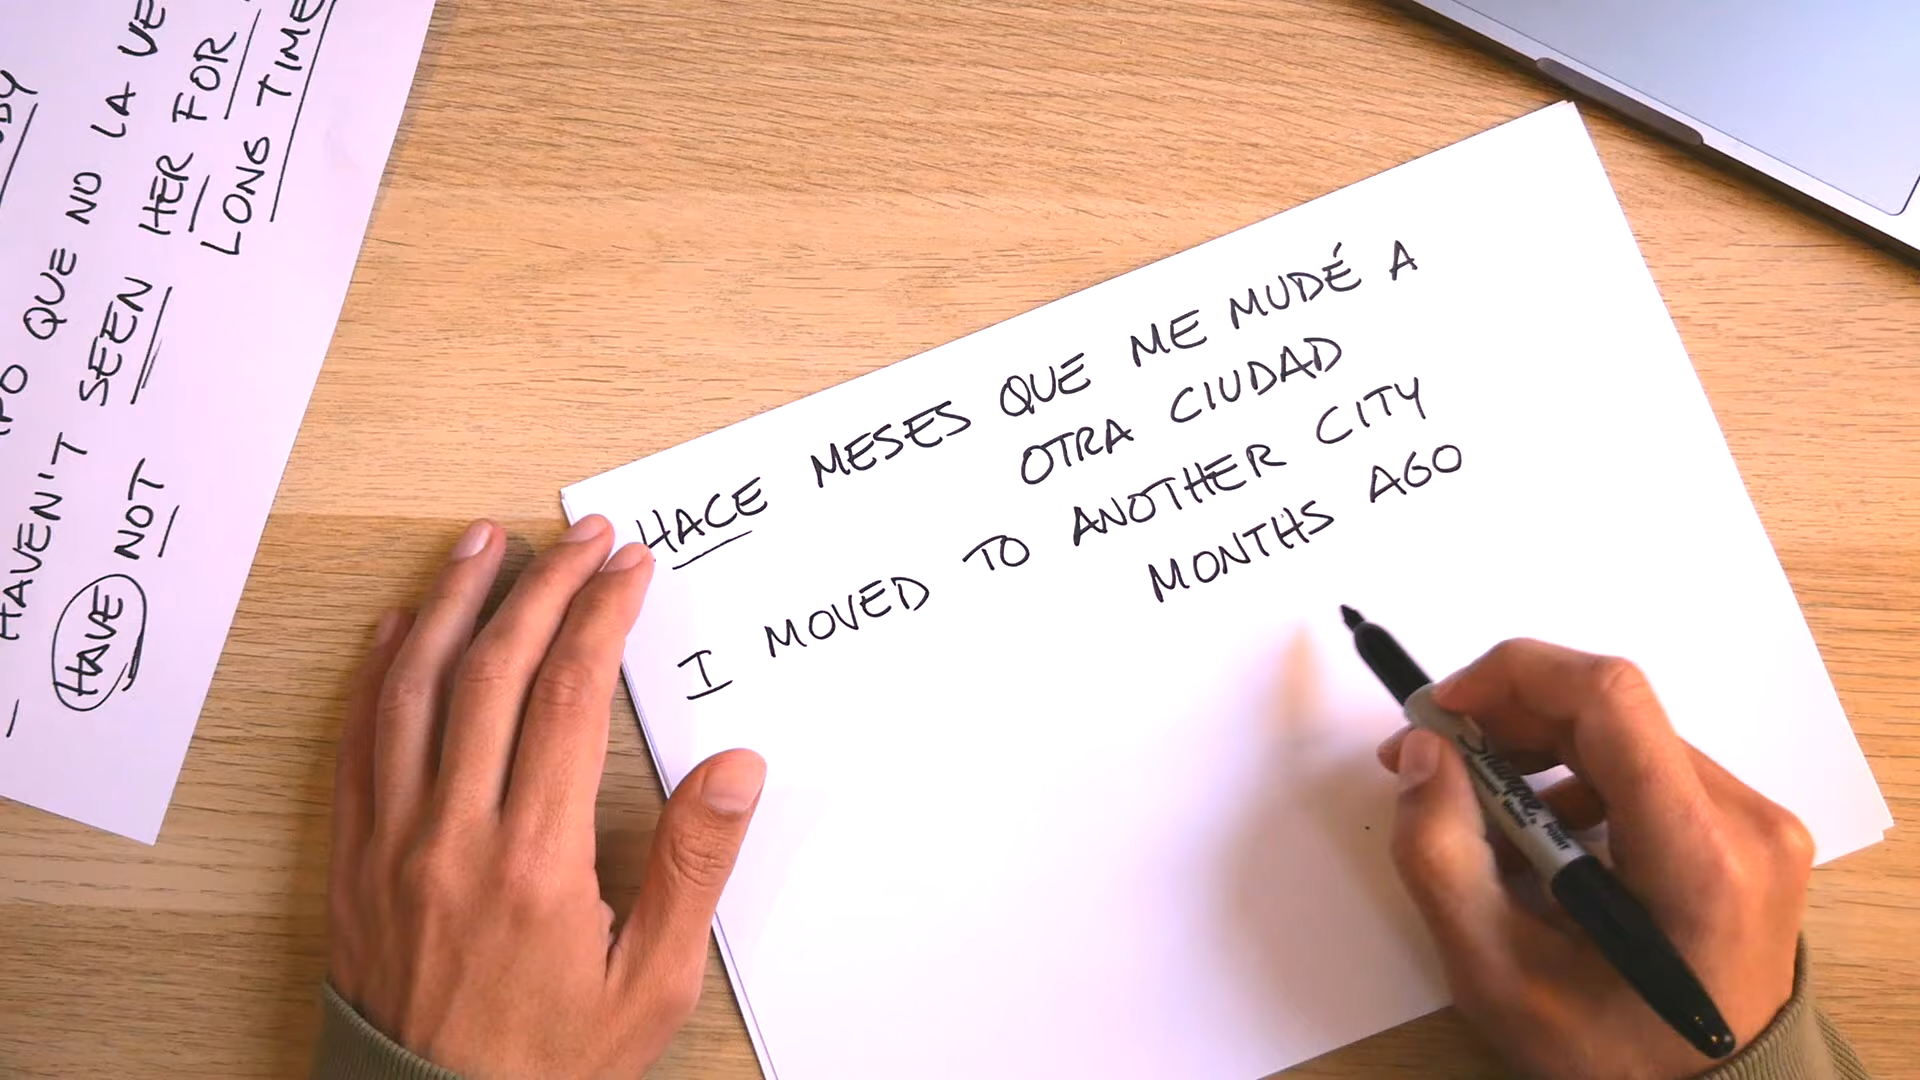 HACE MESES QUE ME MUDÉ A
OTRA CIUDAD
I MOVED TO ANOTHER CITY
MONTHS AGO
QUE NO LA VE
HAVEN'T SEEN HER FOR
LONG TIME
HAVE NOT
Sharpie